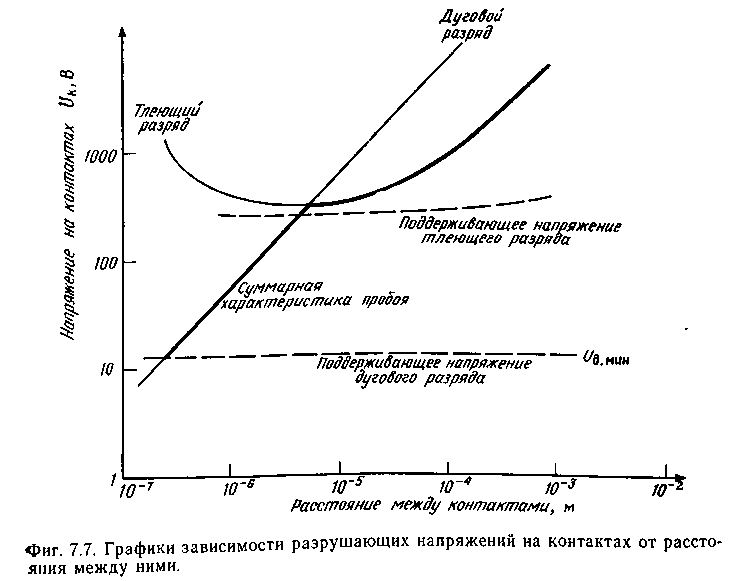 Дуговой
разряд
Напряжение на контактах Uк, В
Тлеющий
разряд
1000
Поддерживающее напряжение
тлеющего разряда
100
Суммарная
характеристика пробоя
10
Поддерживающее напряжение
дугового разряда
Uд.мин
1
10⁻⁷
10⁻⁶
10⁻⁵
10⁻⁴
10⁻³
10⁻²
Расстояние между контактами, м
Фиг. 7.7. Графики зависимости разрушающих напряжений на контактах от рассто-
яния между ними.